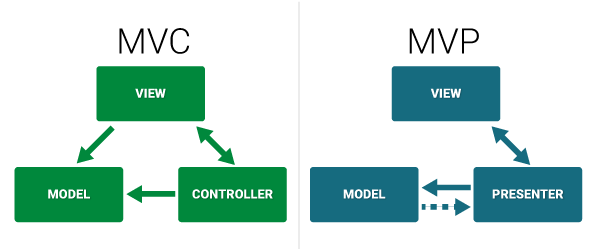 MVC
VIEW
MODEL
CONTROLLER
MVP
VIEW
MODEL
PRESENTER